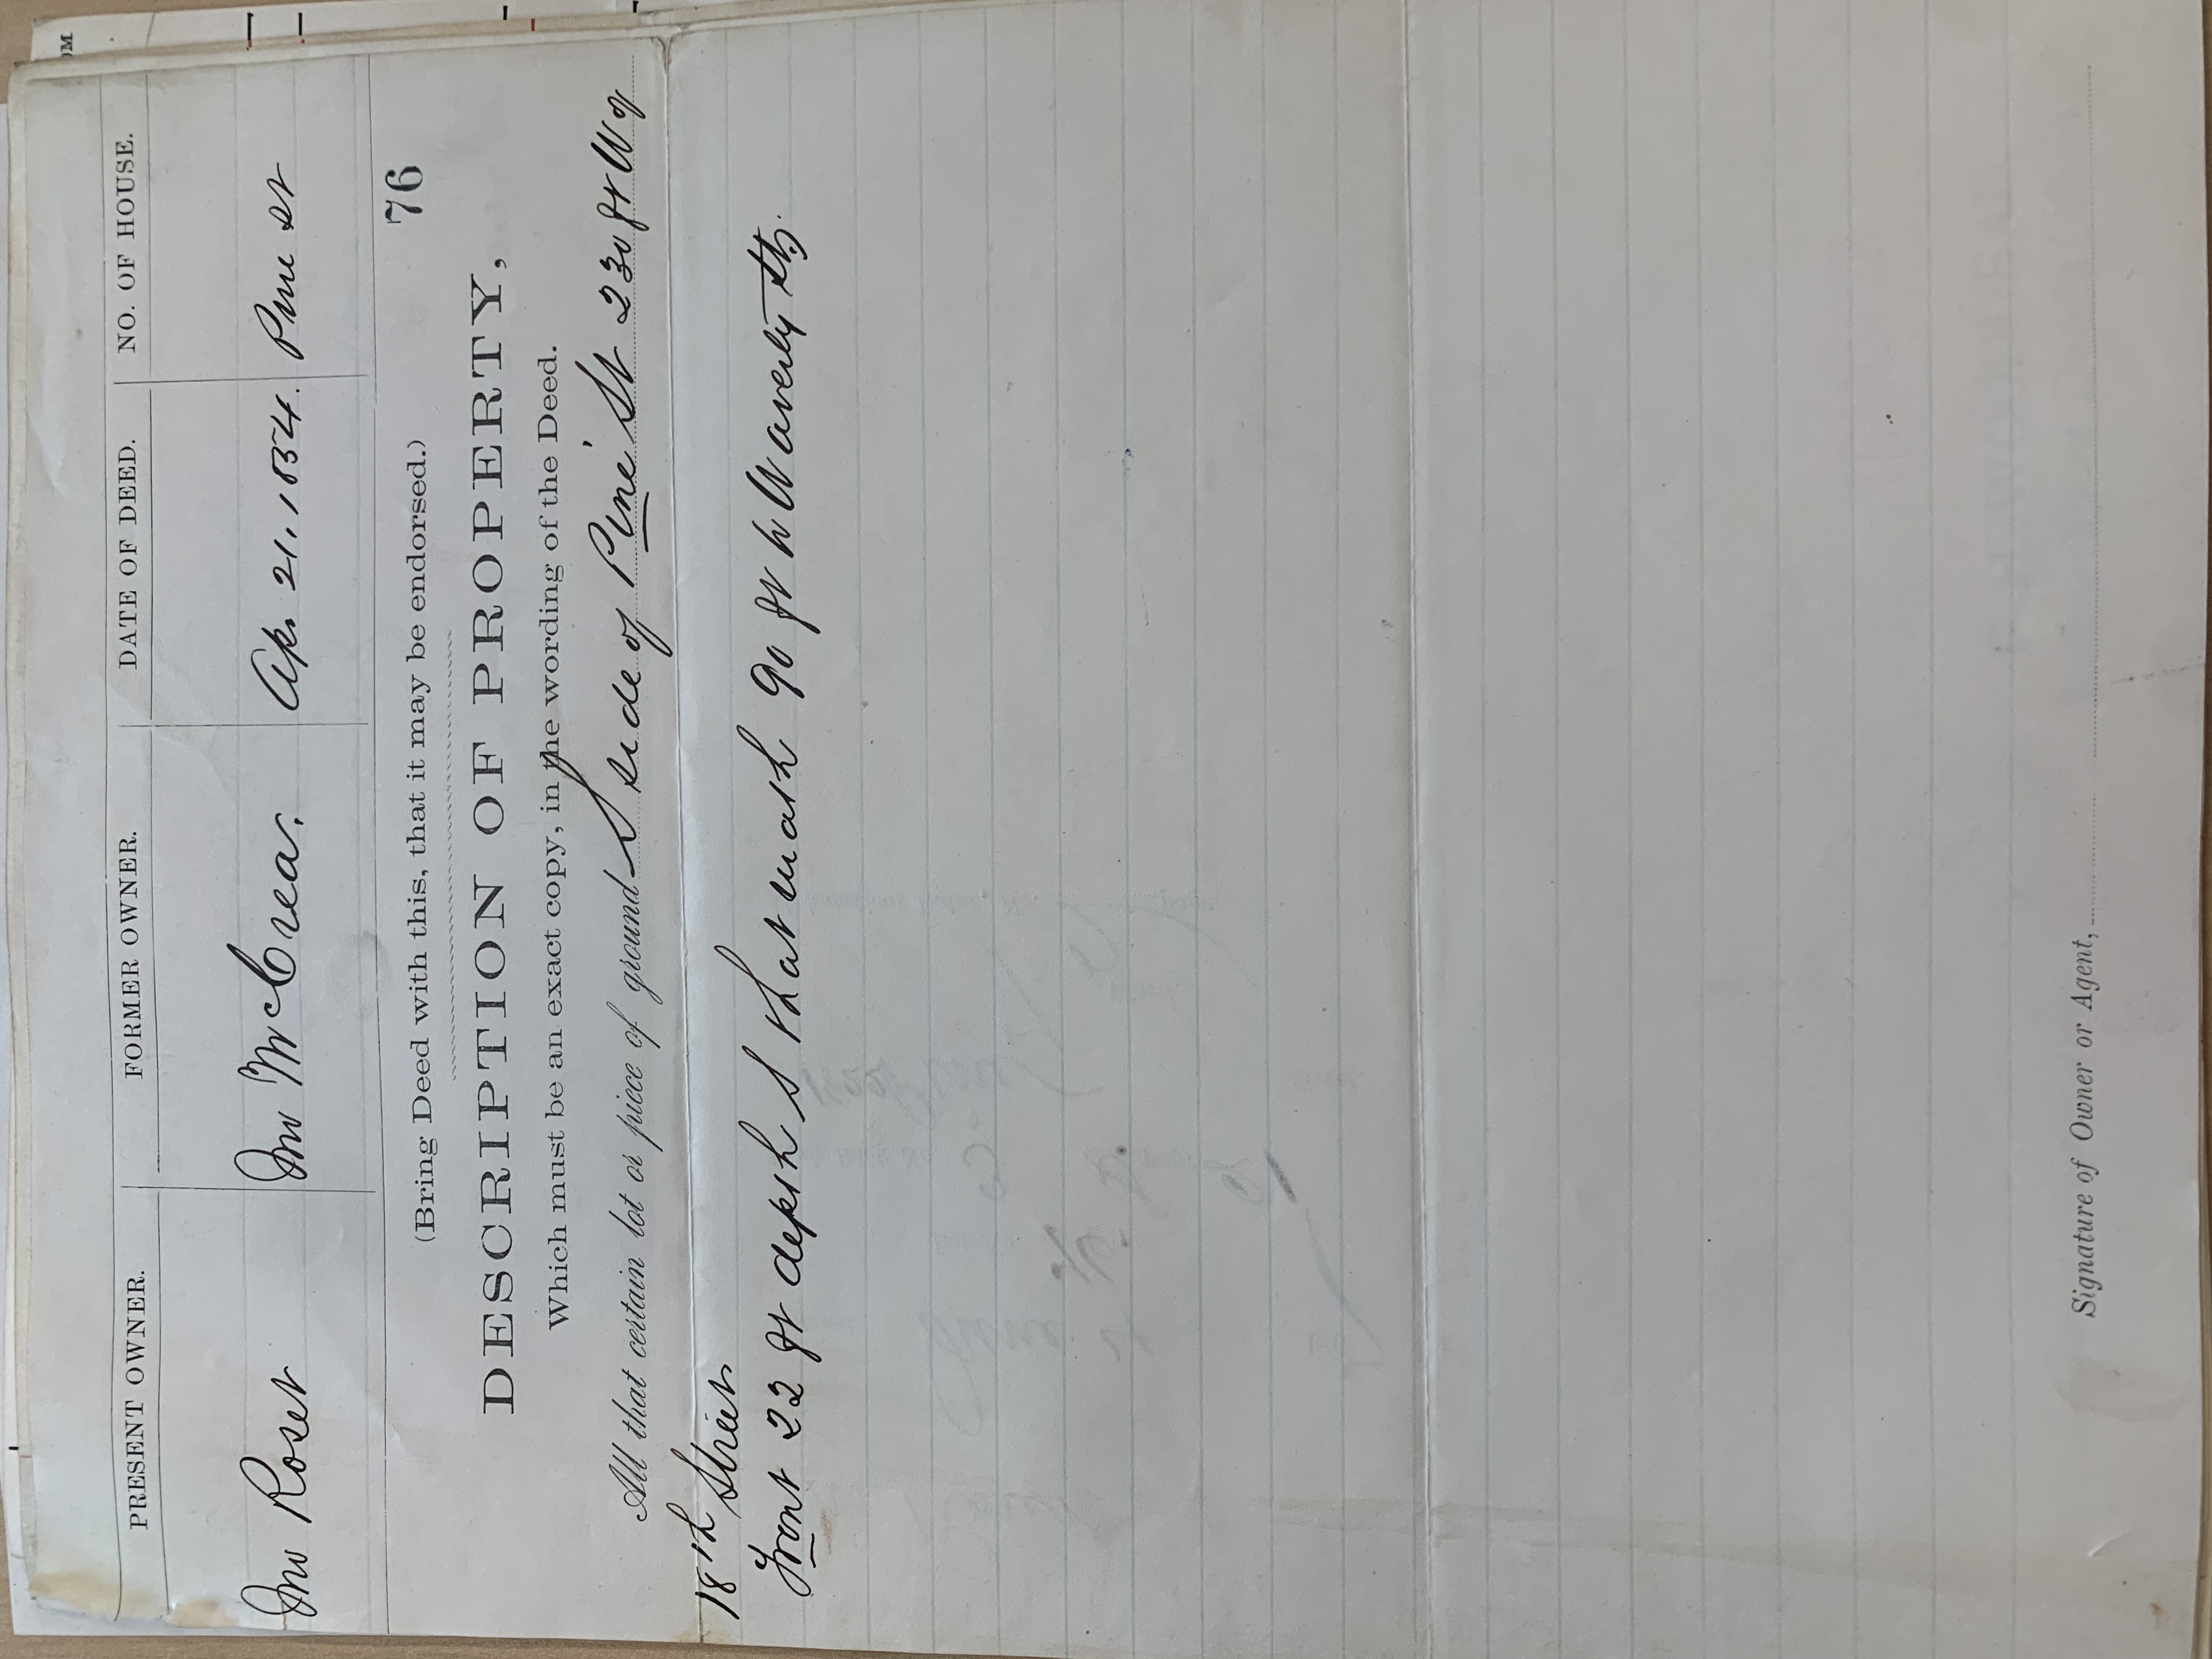 PRESENT OWNER. FORMER OWNER. DATE OF DEED. NO. OF HOUSE.
Jno Roset Jno McCrea. Ap. 21. 1854. Pine St
76
(Bring Deed with this, that it may be endorsed.)
DESCRIPTION OF PROPERTY,
Which must be an exact copy, in the wording of the Deed.
All that certain lot or piece of ground S side of Pine St 230 ft W of
18th Street
Front 22 ft depth S that width 90 ft to Waverly St
Signature of Owner or Agent,